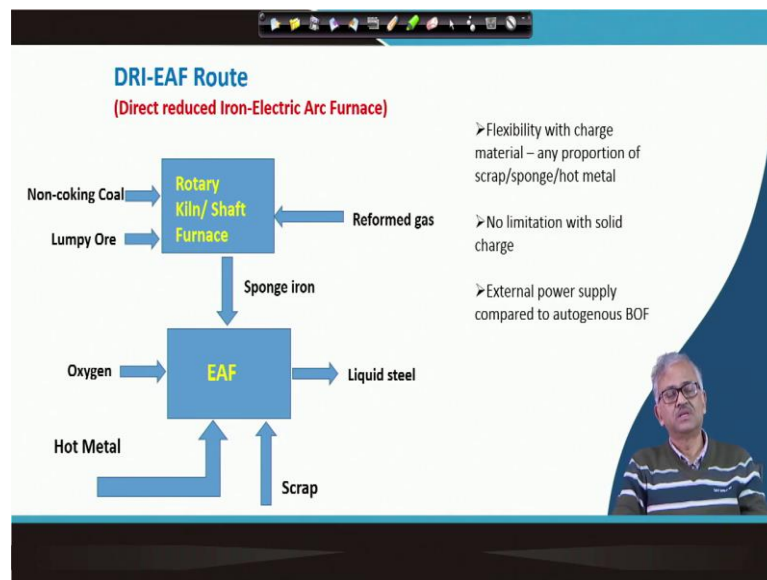 DRI-EAF Route
(Direct reduced Iron-Electric Arc Furnace)
Non-coking Coal
Lumpy Ore
Rotary
Kiln/ Shaft
Furnace
Reformed gas
Sponge iron
Oxygen
EAF
Liquid steel
Hot Metal
Scrap
➢Flexibility with charge
material – any proportion of
scrap/sponge/hot metal
➢No limitation with solid
charge
➢External power supply
compared to autogenous BOF